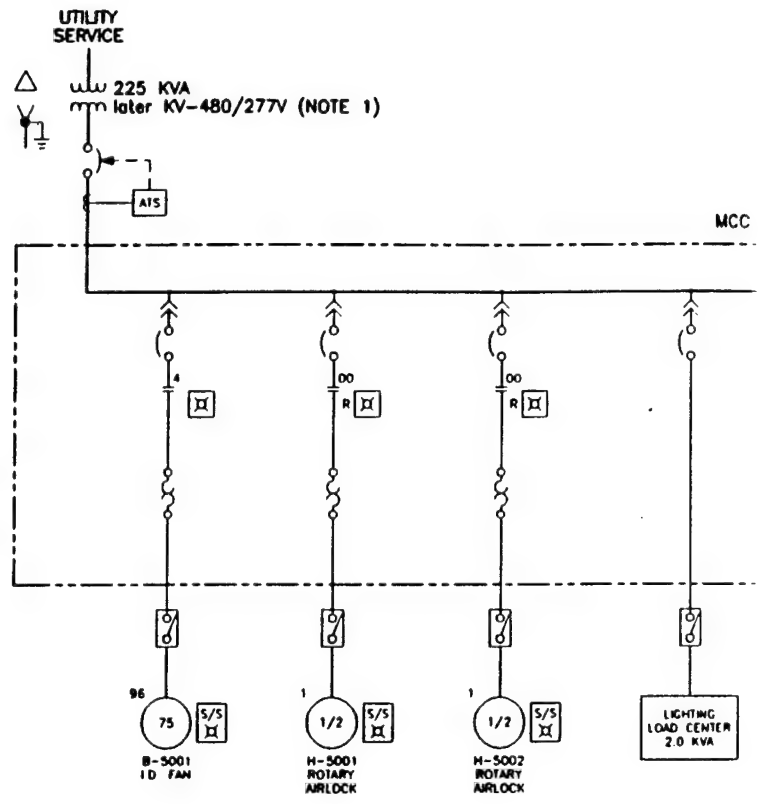 UTILITY
SERVICE
225 KVA
later KV-480/277V (NOTE 1)
ATS
MCC
4
00
R
00
R
96
75
S/S
1
1/2
S/S
1
1/2
S/S
B-5001
I D FAN
H-5001
ROTARY
AIRLOCK
H-5002
ROTARY
AIRLOCK
LIGHTING
LOAD CENTER
2.0 KVA